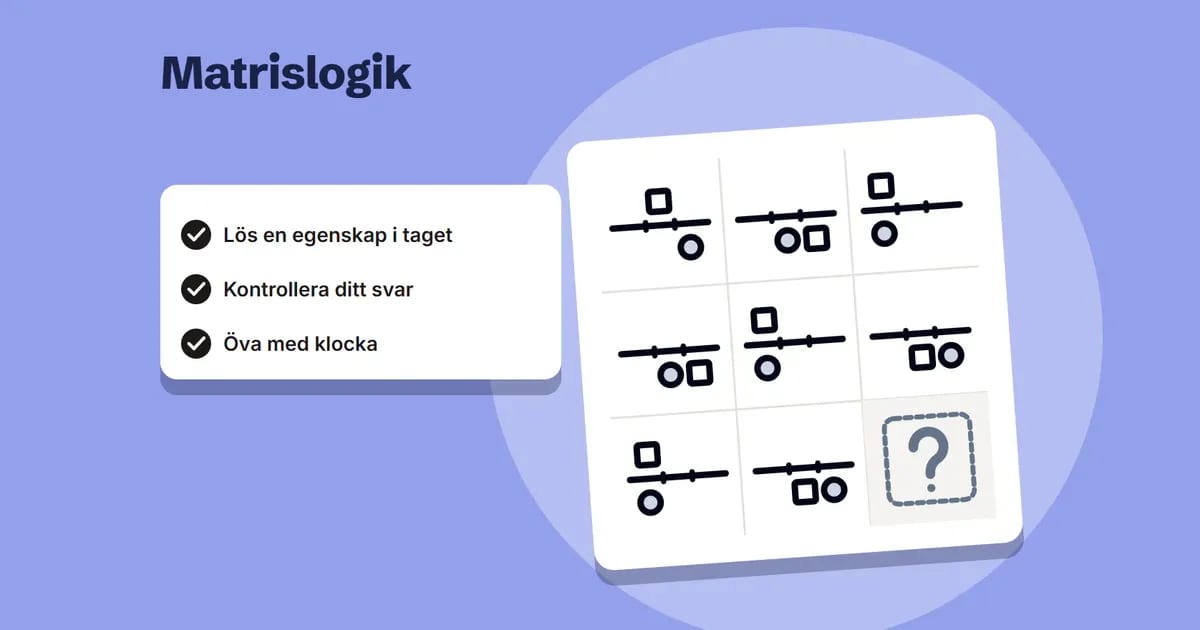 Matrislogik
Lös en egenskap i taget
Kontrollera ditt svar
Öva med klocka
?